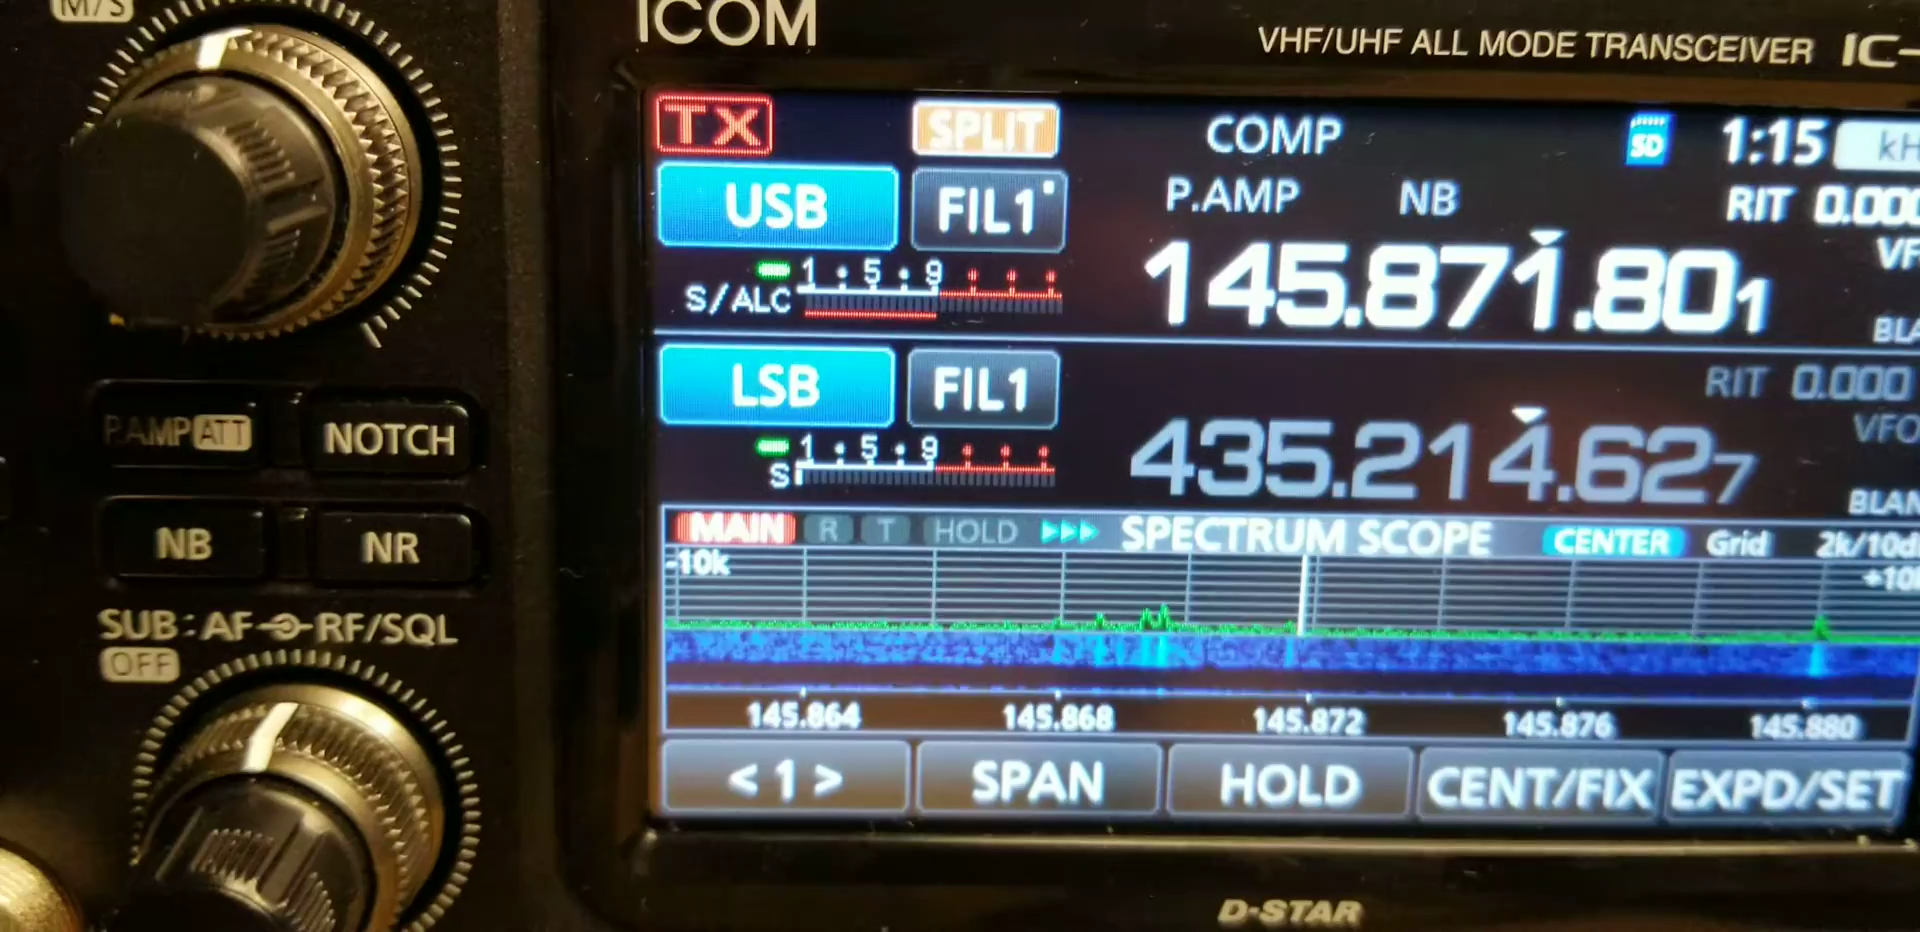 M/S
ICOM
VHF/UHF ALL MODE TRANSCEIVER IC-
TX SPLIT COMP SD 1:15 kH
USB FIL1 P.AMP NB RIT 0.000
VF
1 5 9
S/ALC
145.871.801
BLA
LSB FIL1 RIT 0.000
VFO
1 5 9
S
435.214.627
BLAN
MAIN R T HOLD SPECTRUM SCOPE CENTER Grid 2k/10d
-10k +10
145.864 145.868 145.872 145.876 145.880
<1> SPAN HOLD CENT/FIX EXPD/SET
D-STAR
P.AMP ATT NOTCH
NB NR
SUB: AF RF/SQL
OFF